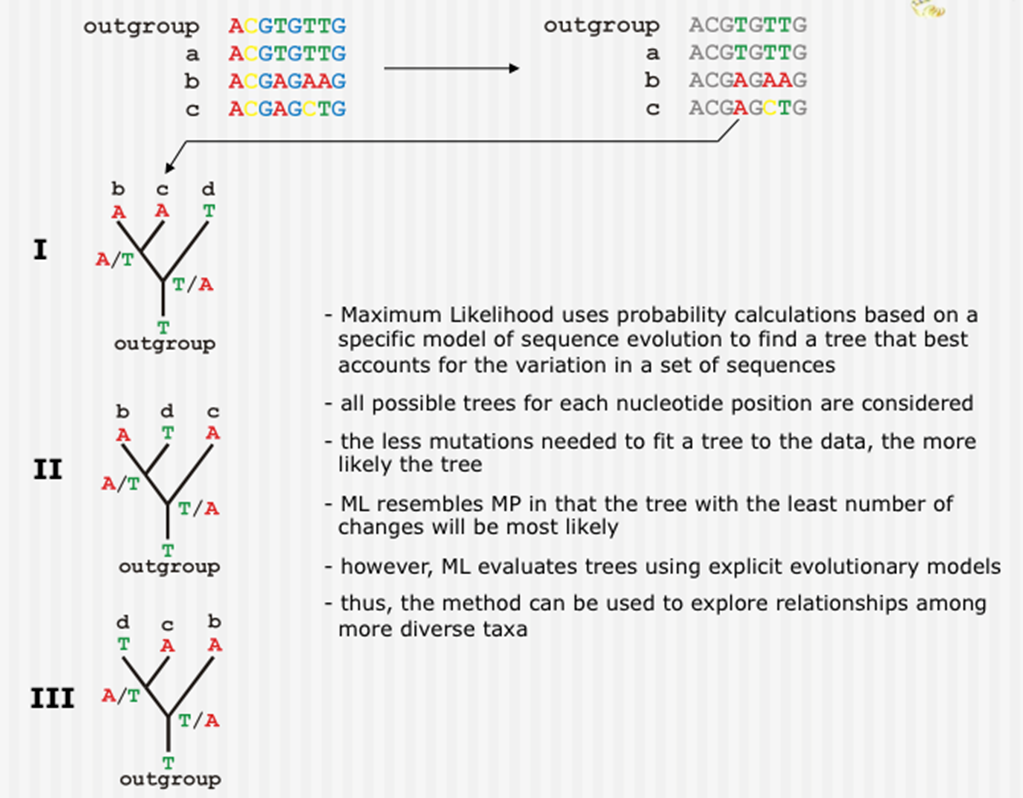 outgroup ACGTGTTG
a ACGTGTTG
b ACGAGAAG
c ACGAGCTG
outgroup ACGTGTTG
a ACGTGTTG
b ACGAGAAG
c ACGAGCTG
I
b c d
A A T
A/T
T/A
T
outgroup
II
b d c
A T A
A/T
T/A
T
outgroup
III
d c b
T A A
A/T
T/A
T
outgroup
- Maximum Likelihood uses probability calculations based on a
specific model of sequence evolution to find a tree that best
accounts for the variation in a set of sequences
- all possible trees for each nucleotide position are considered
- the less mutations needed to fit a tree to the data, the more
likely the tree
- ML resembles MP in that the tree with the least number of
changes will be most likely
- however, ML evaluates trees using explicit evolutionary models
- thus, the method can be used to explore relationships among
more diverse taxa